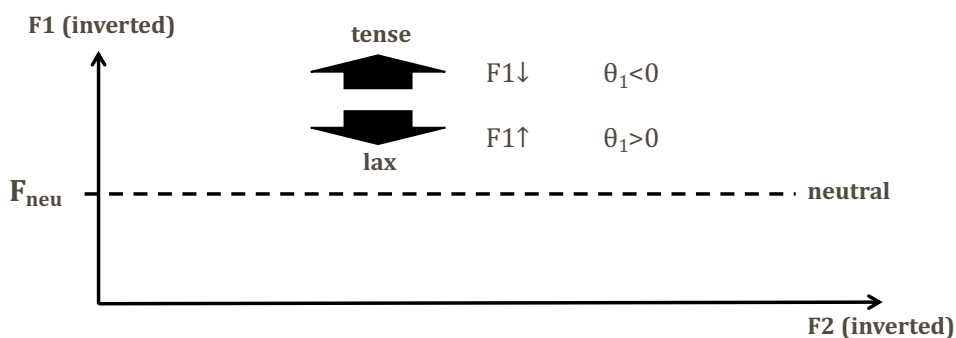 F1 (inverted)
tense
F1↓ θ₁<0
F1↑ θ₁>0
lax
Fₙₑᵤ
neutral
F2 (inverted)